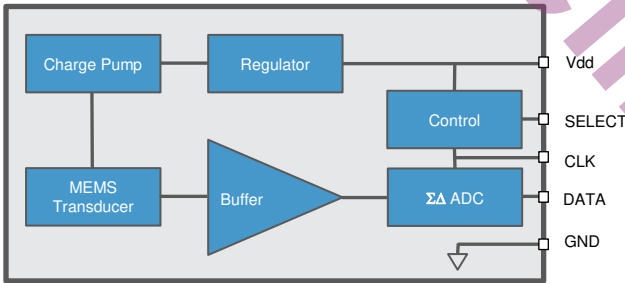 Charge Pump
Regulator
Vdd
Control
SELECT
CLK
MEMS
Transducer
Buffer
ΣΔ ADC
DATA
GND